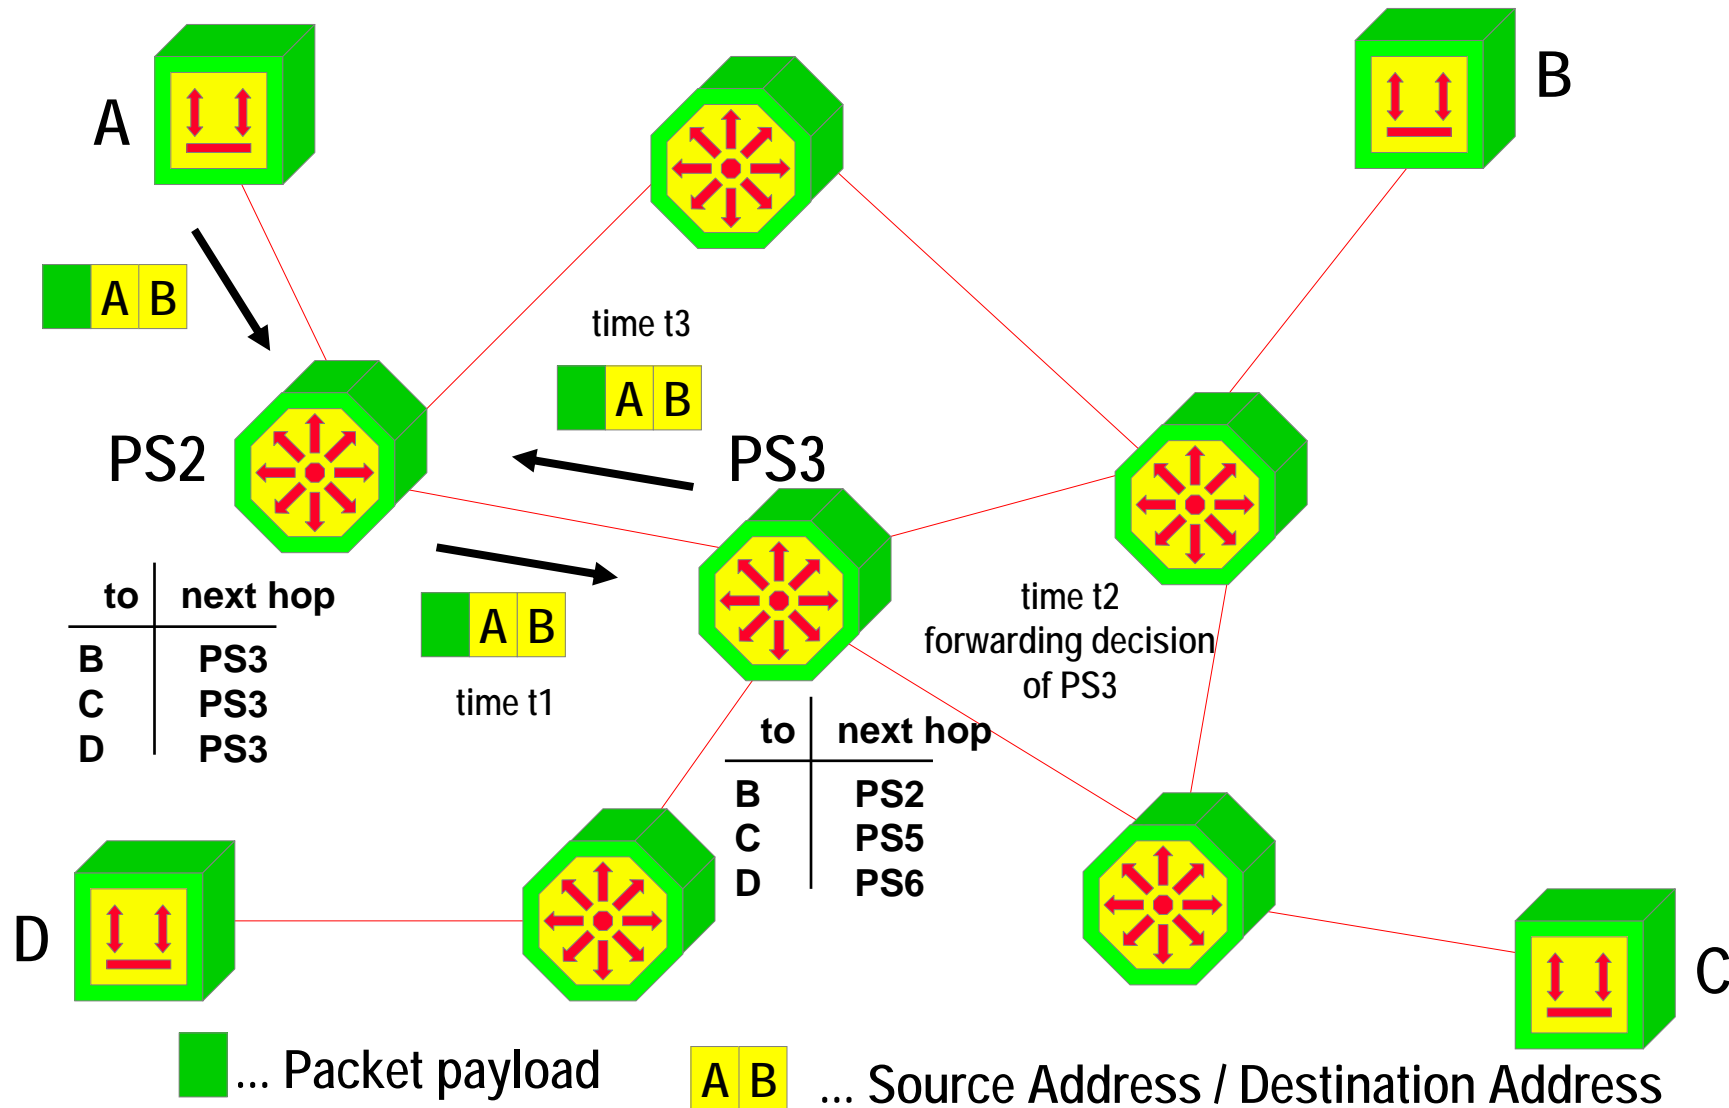 A
B
A B
time t3
A B
PS2
PS3
to next hop
B PS3
C PS3
D PS3
A B
time t1
time t2
forwarding decision
of PS3
to next hop
B PS2
C PS5
D PS6
D
C
... Packet payload
A B ... Source Address / Destination Address